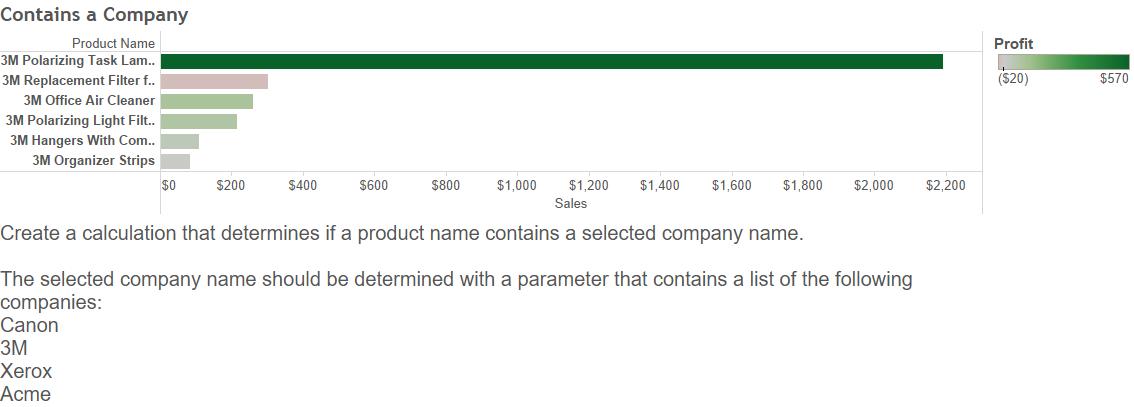 Contains a Company
Product Name
3M Polarizing Task Lam..
3M Replacement Filter f..
3M Office Air Cleaner
3M Polarizing Light Filt..
3M Hangers With Com..
3M Organizer Strips
$0 $200 $400 $600 $800 $1,000 $1,200 $1,400 $1,600 $1,800 $2,000 $2,200
Sales
Profit
($20) $570
Create a calculation that determines if a product name contains a selected company name.
The selected company name should be determined with a parameter that contains a list of the following
companies:
Canon
3M
Xerox
Acme